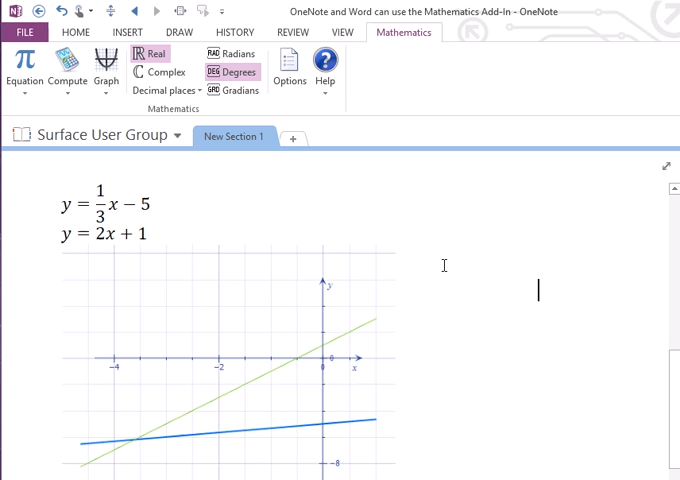 OneNote and Word can use the Mathematics Add-In - OneNote
FILE HOME INSERT DRAW HISTORY REVIEW VIEW Mathematics
π ℝ Real RAD Radians
ℂ Complex DEG Degrees
Equation Compute Graph Decimal places GRD Gradians Options Help
Mathematics
Surface User Group New Section 1 +
y = 1/3 x − 5
y = 2x + 1
y
0
−4 −2 0 x
−8